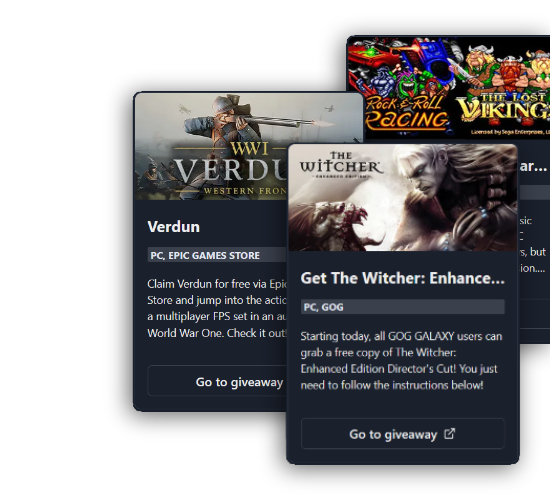 WWI
VERDU
WESTERN FRON
Verdun
PC, EPIC GAMES STORE
Claim Verdun for free via Epic
Store and jump into the actio
a multiplayer FPS set in an au
World War One. Check it out!
Go to giveaway
ROCK N ROLL
RACING
THE LOST
VIKING
Licensed by Sega Enterprises, L
ar...
sic
C
s, but
ion....
THE
WITCHER
ENHANCED EDITION
Get The Witcher: Enhance...
PC, GOG
Starting today, all GOG GALAXY users can
grab a free copy of The Witcher:
Enhanced Edition Director's Cut! You just
need to follow the instructions below!
Go to giveaway